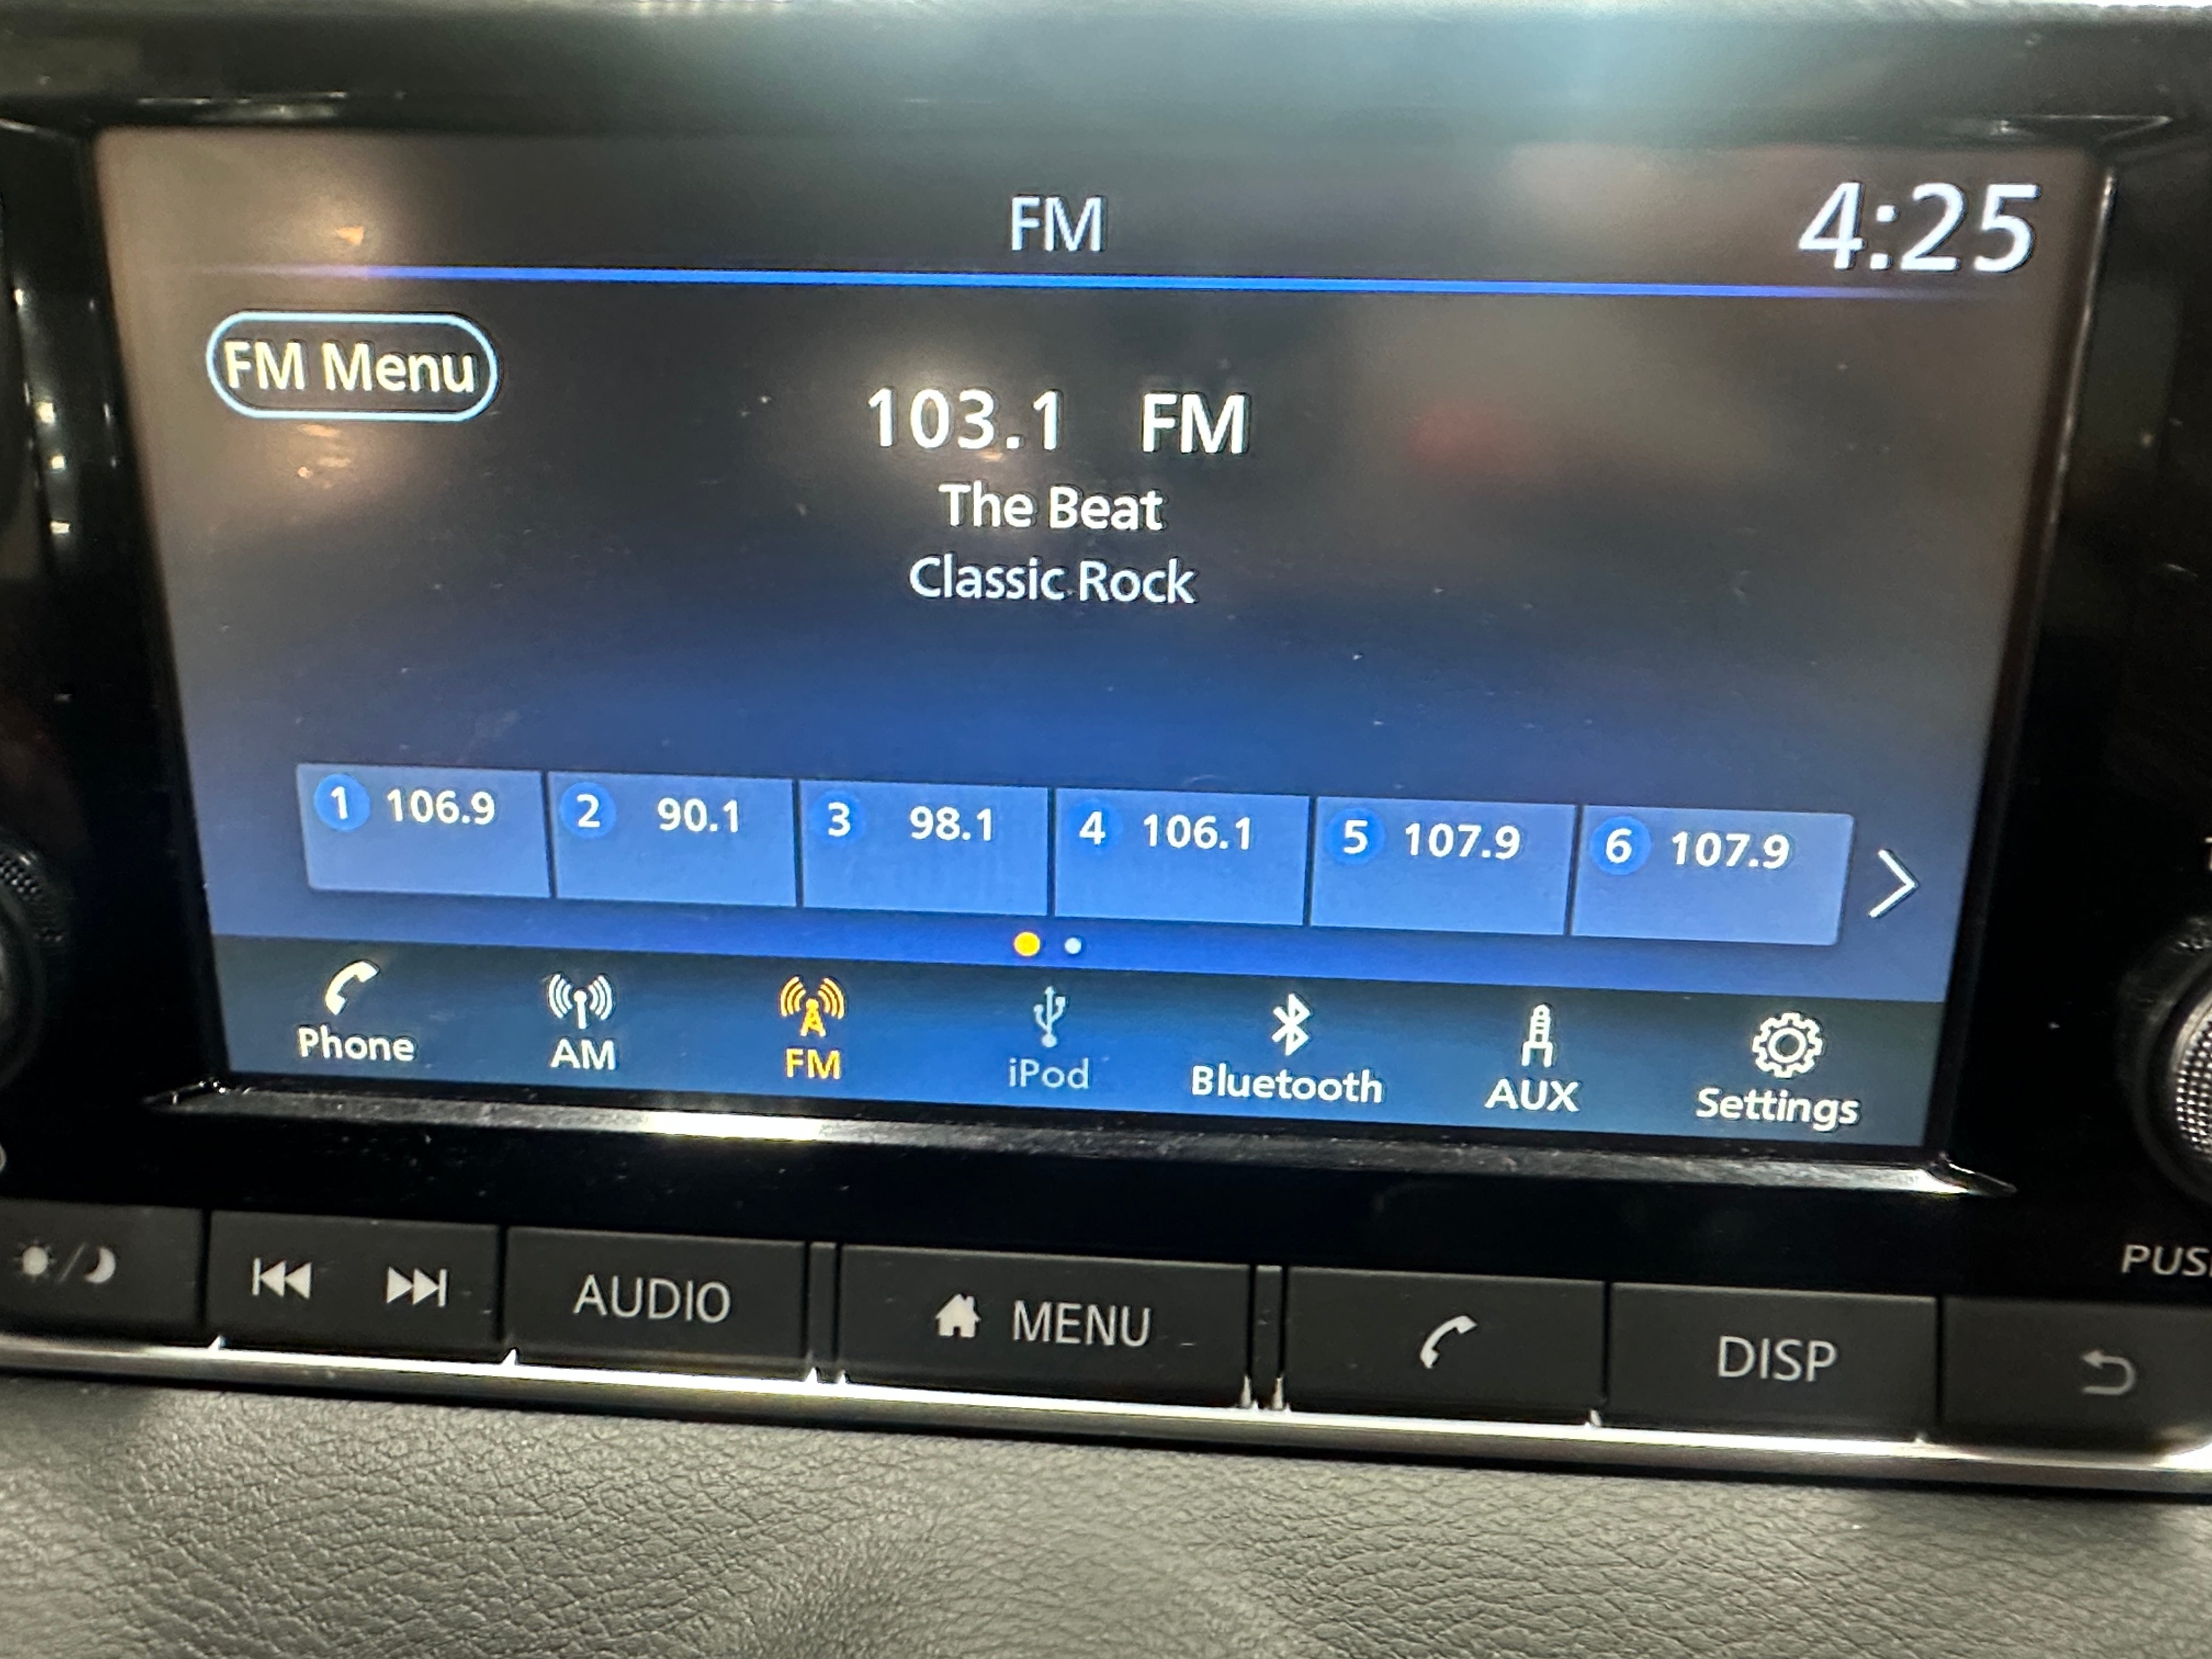 FM
4:25
FM Menu
103.1 FM
The Beat
Classic Rock
1 106.9 2 90.1 3 98.1 4 106.1 5 107.9 6 107.9
Phone AM FM iPod Bluetooth AUX Settings
AUDIO MENU DISP